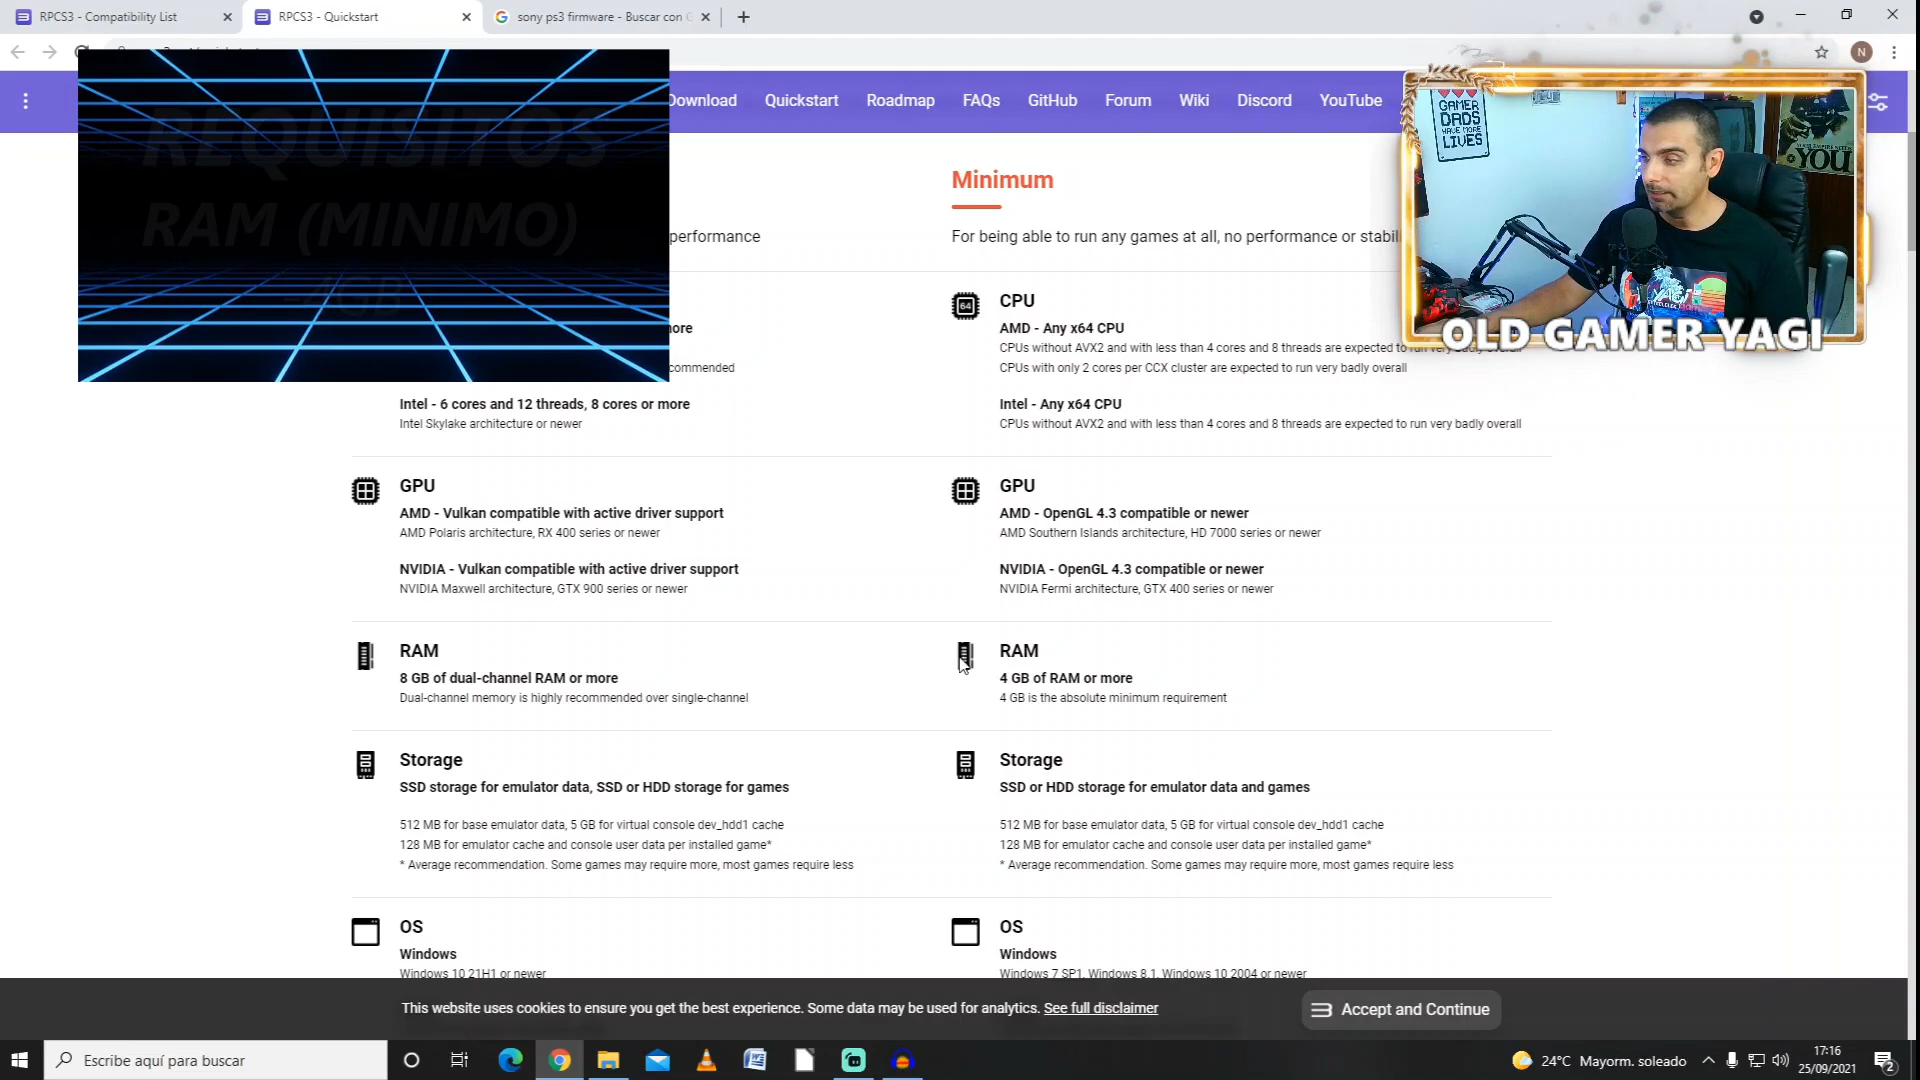 RPCS3 - Compatibility List
RPCS3 - Quickstart
sony ps3 firmware - Buscar con G
N
Download
Quickstart
Roadmap
FAQs
GitHub
Forum
Wiki
Discord
YouTube
REQUISITOS
RAM (MINIMO)
-4GB
GAMER
DADS
HAVE MORE
LIVES
YOU
OLD GAMER YAGI
performance
Minimum
For being able to run any games at all, no performance or stabil
ore
commended
Intel - 6 cores and 12 threads, 8 cores or more
Intel Skylake architecture or newer
CPU
AMD - Any x64 CPU
CPUs without AVX2 and with less than 4 cores and 8 threads are expected to run very badly overall
CPUs with only 2 cores per CCX cluster are expected to run very badly overall
Intel - Any x64 CPU
CPUs without AVX2 and with less than 4 cores and 8 threads are expected to run very badly overall
GPU
AMD - Vulkan compatible with active driver support
AMD Polaris architecture, RX 400 series or newer
NVIDIA - Vulkan compatible with active driver support
NVIDIA Maxwell architecture, GTX 900 series or newer
GPU
AMD - OpenGL 4.3 compatible or newer
AMD Southern Islands architecture, HD 7000 series or newer
NVIDIA - OpenGL 4.3 compatible or newer
NVIDIA Fermi architecture, GTX 400 series or newer
RAM
8 GB of dual-channel RAM or more
Dual-channel memory is highly recommended over single-channel
RAM
4 GB of RAM or more
4 GB is the absolute minimum requirement
Storage
SSD storage for emulator data, SSD or HDD storage for games
512 MB for base emulator data, 5 GB for virtual console dev_hdd1 cache
128 MB for emulator cache and console user data per installed game*
* Average recommendation. Some games may require more, most games require less
Storage
SSD or HDD storage for emulator data and games
512 MB for base emulator data, 5 GB for virtual console dev_hdd1 cache
128 MB for emulator cache and console user data per installed game*
* Average recommendation. Some games may require more, most games require less
OS
Windows
Windows 10 21H1 or newer
OS
Windows
Windows 7 SP1, Windows 8.1, Windows 10 2004 or newer
This website uses cookies to ensure you get the best experience. Some data may be used for analytics. See full disclaimer
Accept and Continue
Escribe aquí para buscar
24°C Mayorm. soleado
17:16
25/09/2021
2